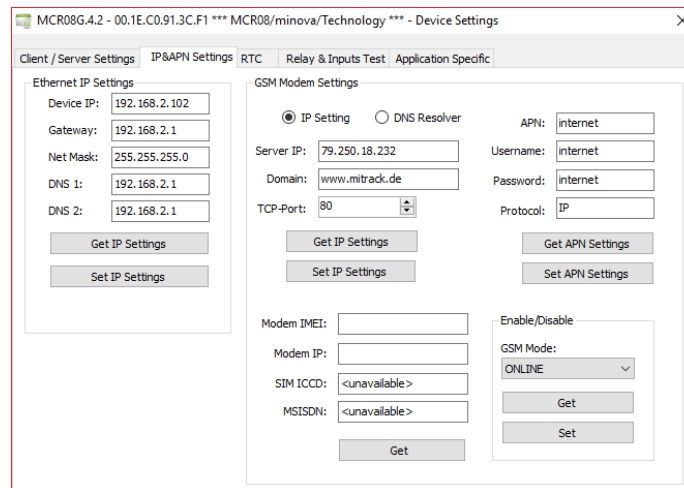 MCR08G.4.2 - 00.1E.C0.91.3C.F1 *** MCR08/minova/Technology *** - Device Settings
Client / Server Settings IP&APN Settings RTC Relay & Inputs Test Application Specific
Ethernet IP Settings
Device IP: 192.168.2.102
Gateway: 192.168.2.1
Net Mask: 255.255.255.0
DNS 1: 192.168.2.1
DNS 2: 192.168.2.1
Get IP Settings
Set IP Settings
GSM Modem Settings
IP Setting DNS Resolver
Server IP: 79.250.18.232
Domain: www.mitrack.de
TCP-Port: 80
Get IP Settings
Set IP Settings
APN: internet
Username: internet
Password: internet
Protocol: IP
Get APN Settings
Set APN Settings
Modem IMEI:
Modem IP:
SIM ICCD: <unavailable>
MSISDN: <unavailable>
Get
Enable/Disable
GSM Mode:
ONLINE
Get
Set